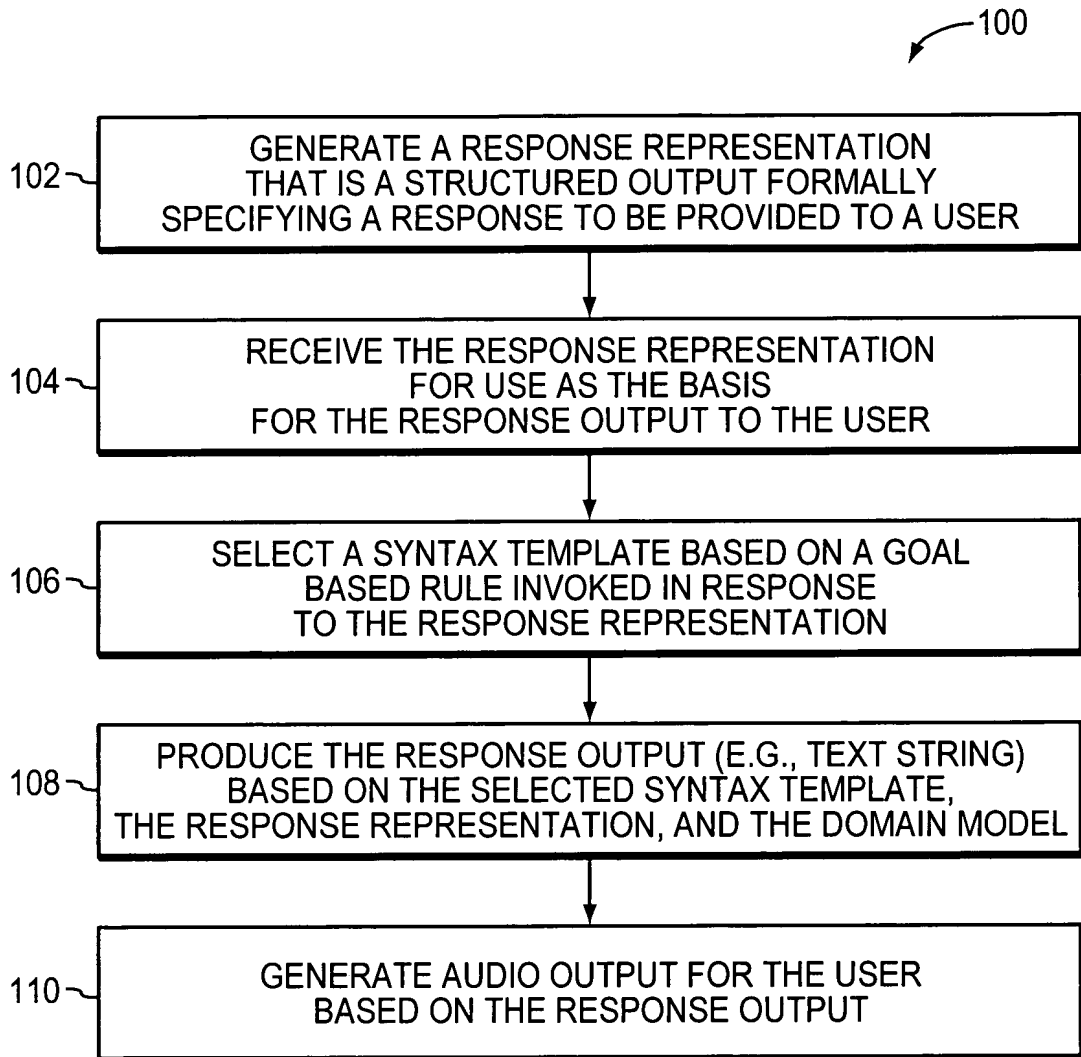 100
102
GENERATE A RESPONSE REPRESENTATION
THAT IS A STRUCTURED OUTPUT FORMALLY
SPECIFYING A RESPONSE TO BE PROVIDED TO A USER
104
RECEIVE THE RESPONSE REPRESENTATION
FOR USE AS THE BASIS
FOR THE RESPONSE OUTPUT TO THE USER
106
SELECT A SYNTAX TEMPLATE BASED ON A GOAL
BASED RULE INVOKED IN RESPONSE
TO THE RESPONSE REPRESENTATION
108
PRODUCE THE RESPONSE OUTPUT (E.G., TEXT STRING)
BASED ON THE SELECTED SYNTAX TEMPLATE,
THE RESPONSE REPRESENTATION, AND THE DOMAIN MODEL
110
GENERATE AUDIO OUTPUT FOR THE USER
BASED ON THE RESPONSE OUTPUT